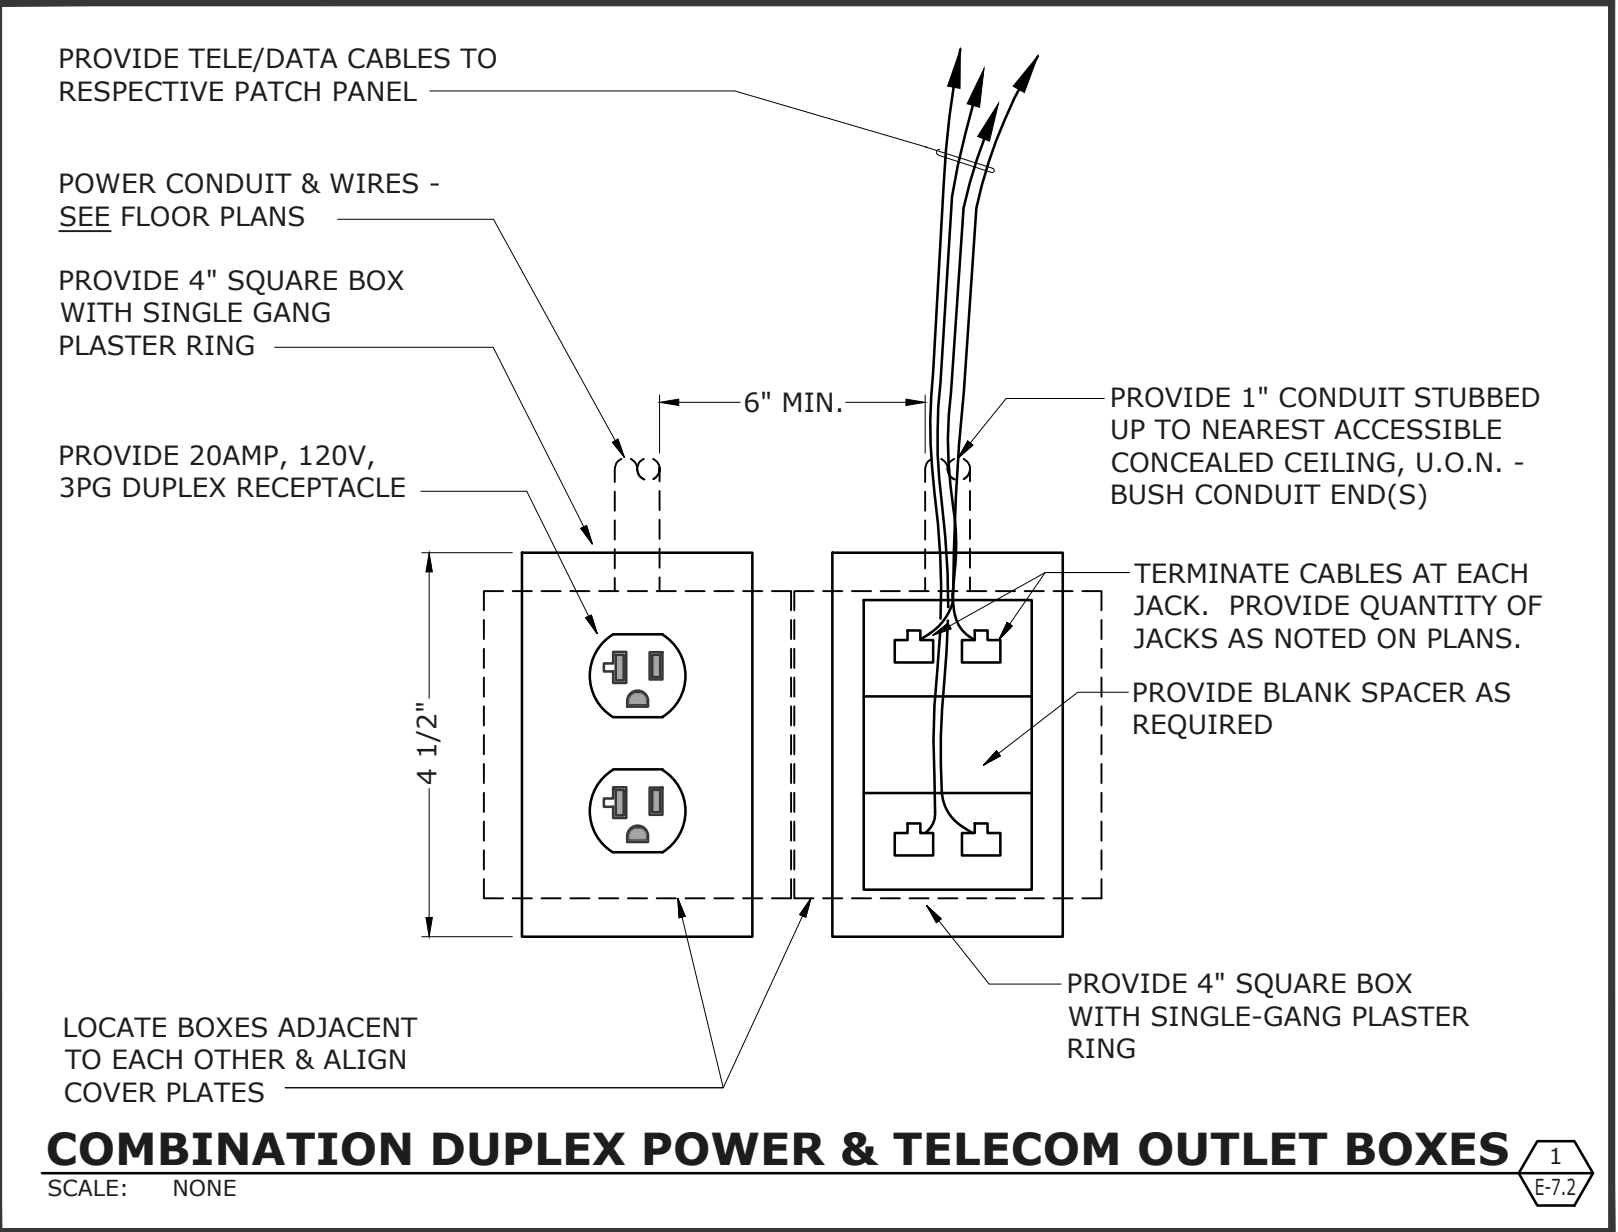 PROVIDE TELE/DATA CABLES TO
RESPECTIVE PATCH PANEL
POWER CONDUIT & WIRES -
SEE FLOOR PLANS
PROVIDE 4" SQUARE BOX
WITH SINGLE GANG
PLASTER RING
PROVIDE 20AMP, 120V,
3PG DUPLEX RECEPTACLE
6" MIN.
PROVIDE 1" CONDUIT STUBBED
UP TO NEAREST ACCESSIBLE
CONCEALED CEILING, U.O.N. -
BUSH CONDUIT END(S)
TERMINATE CABLES AT EACH
JACK. PROVIDE QUANTITY OF
JACKS AS NOTED ON PLANS.
PROVIDE BLANK SPACER AS
REQUIRED
4 1/2"
PROVIDE 4" SQUARE BOX
WITH SINGLE-GANG PLASTER
RING
LOCATE BOXES ADJACENT
TO EACH OTHER & ALIGN
COVER PLATES
COMBINATION DUPLEX POWER & TELECOM OUTLET BOXES
SCALE: NONE
1
E-7.2